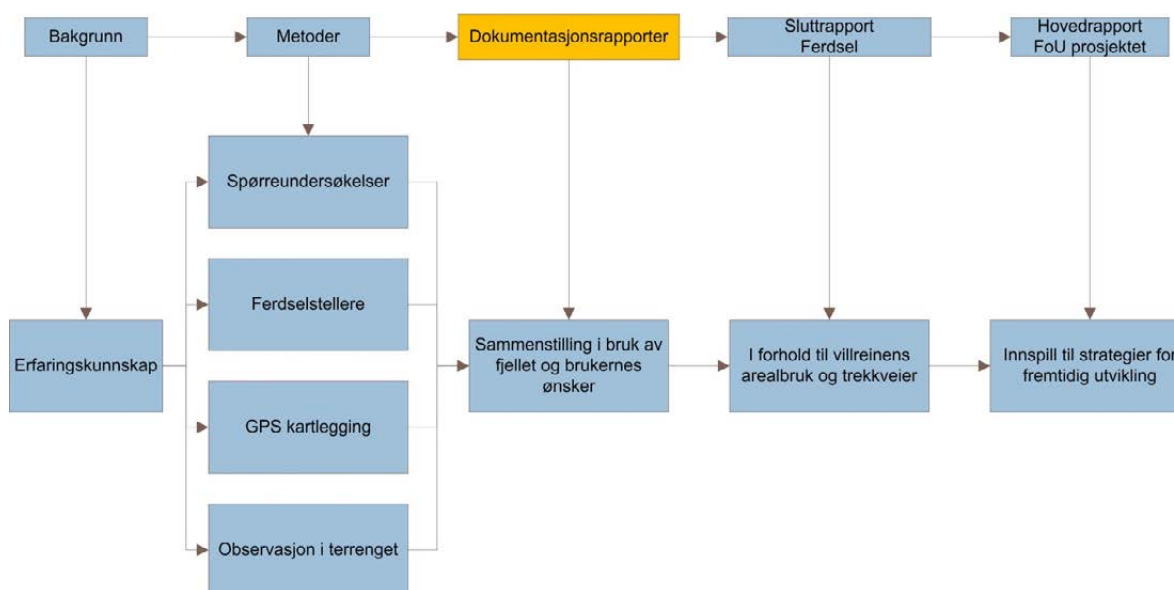 Bakgrunn
Metoder
Dokumentasjonsrapporter
Sluttrapport
Ferdsel
Hovedrapport
FoU prosjektet
Spørreundersøkelser
Ferdselstellere
Erfaringskunnskap
GPS kartlegging
Observasjon i terrenget
Sammenstilling i bruk av
fjellet og brukernes
ønsker
I forhold til villreinens
arealbruk og trekkveier
Innspill til strategier for
fremtidig utvikling